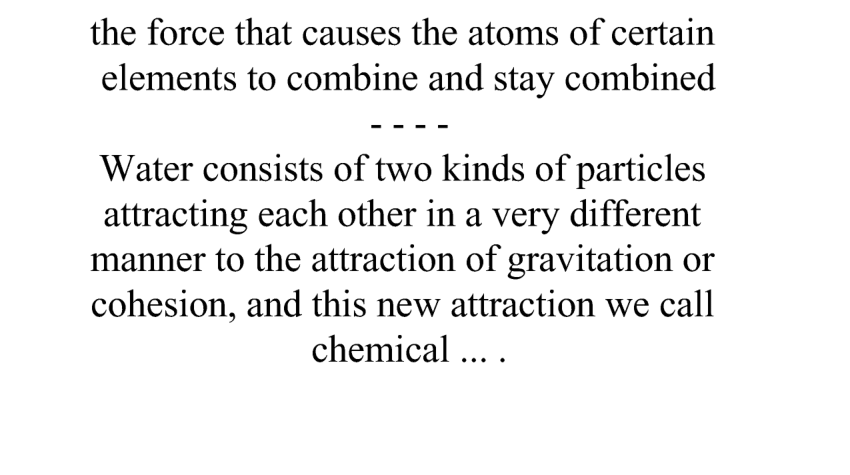 the force that causes the atoms of certain
elements to combine and stay combined
- - - -
Water consists of two kinds of particles
attracting each other in a very different
manner to the attraction of gravitation or
cohesion, and this new attraction we call
chemical ... .